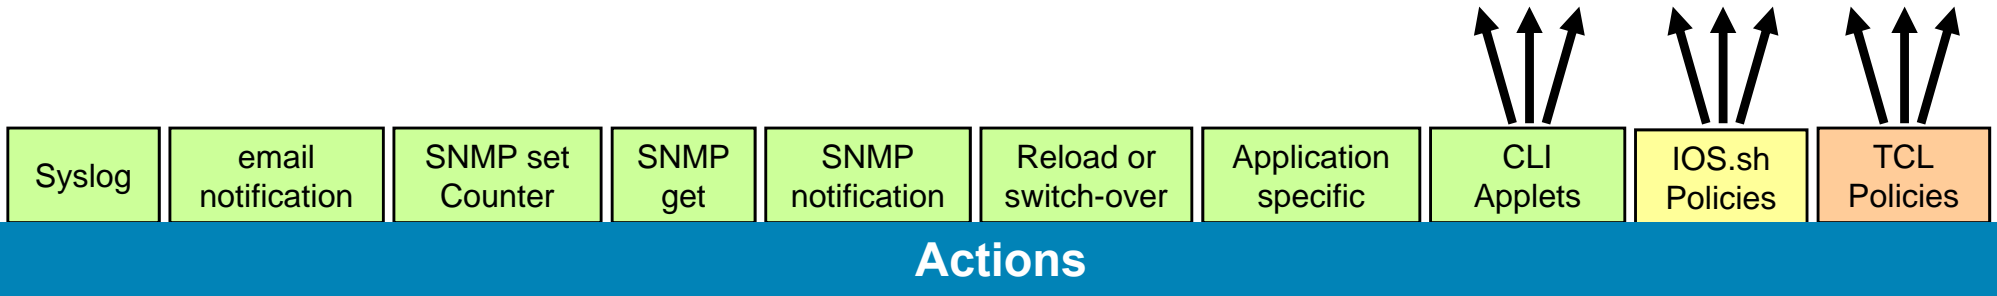 Syslog
email
notification
SNMP set
Counter
SNMP
get
SNMP
notification
Reload or
switch-over
Application
specific
CLI
Applets
IOS.sh
Policies
TCL
Policies
Actions